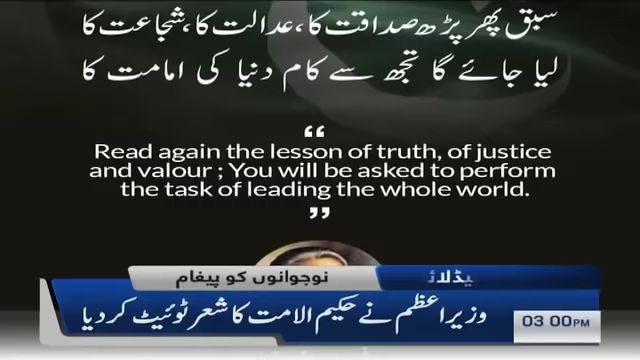 سبق پھر پڑھ صداقت کا، عدالت کا، شجاعت کا
لیا جائے گا تجھ سے کام دنیا کی امامت کا
“
Read again the lesson of truth, of justice
and valour ; You will be asked to perform
the task of leading the whole world.
”
نوجوانوں کو پیغام
وزیراعظم نے حکیم الامت کا شعر ٹوئیٹ کر دیا
03:00PM